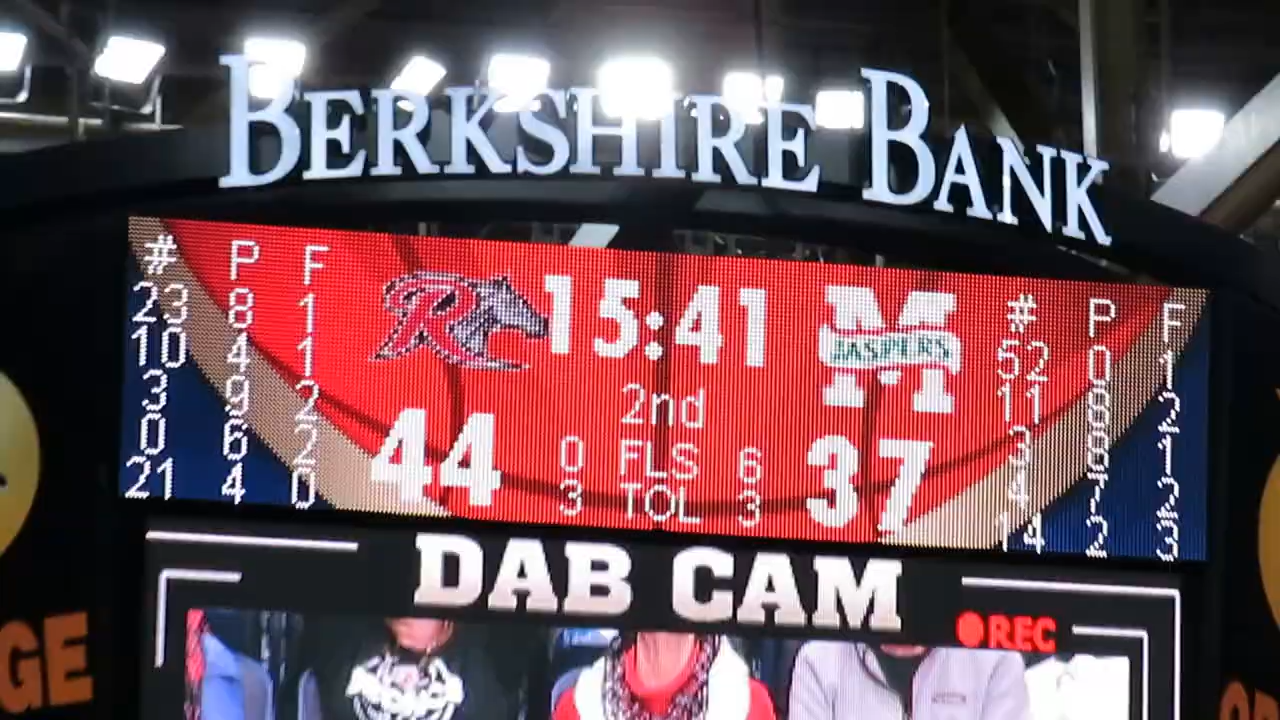 BERKSHIRE BANK
# P F
23 8 1
10 4 1
3 9 2
0 6 2
21 4 0
R
15:41
2nd
44 37
0 FLS 6
3 TOL 3
M
JASPERS
# P F
52 0 1
11 8 2
3 8 1
4 7 2
14 2 3
DAB CAM
REC
GE